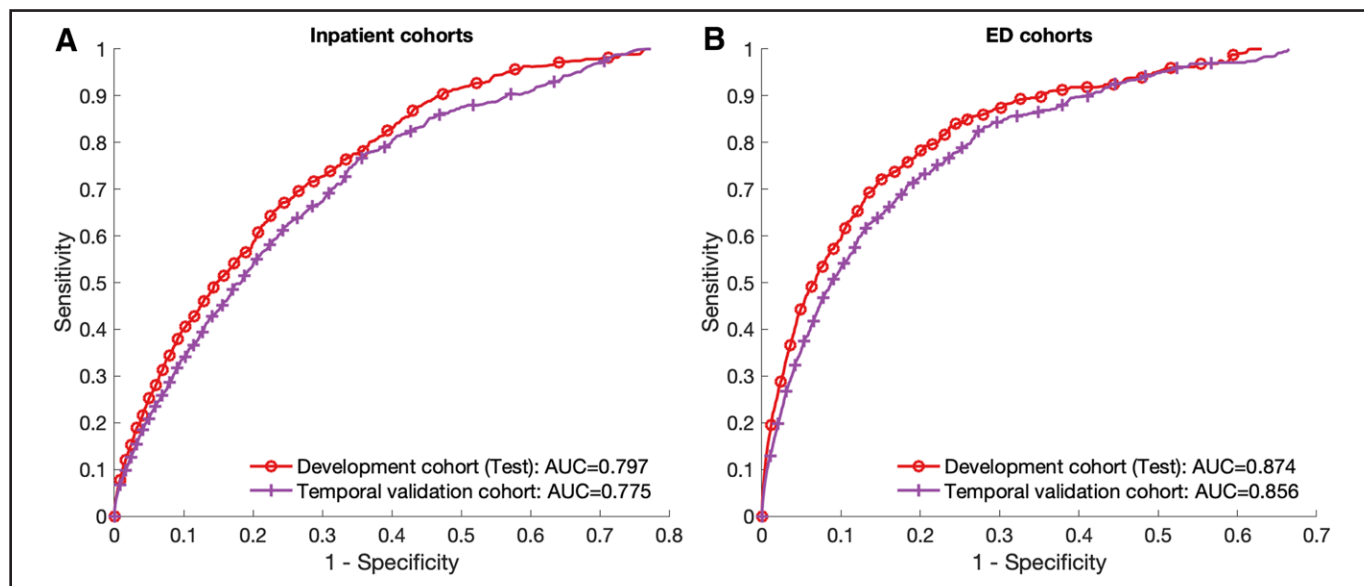 A
Inpatient cohorts
1
0.9
0.8
0.7
0.6
0.5
0.4
0.3
0.2
0.1
0
Sensitivity
Development cohort (Test): AUC=0.797
Temporal validation cohort: AUC=0.775
0 0.1 0.2 0.3 0.4 0.5 0.6 0.7 0.8
1 - Specificity
B
ED cohorts
1
0.9
0.8
0.7
0.6
0.5
0.4
0.3
0.2
0.1
0
Sensitivity
Development cohort (Test): AUC=0.874
Temporal validation cohort: AUC=0.856
0 0.1 0.2 0.3 0.4 0.5 0.6 0.7
1 - Specificity